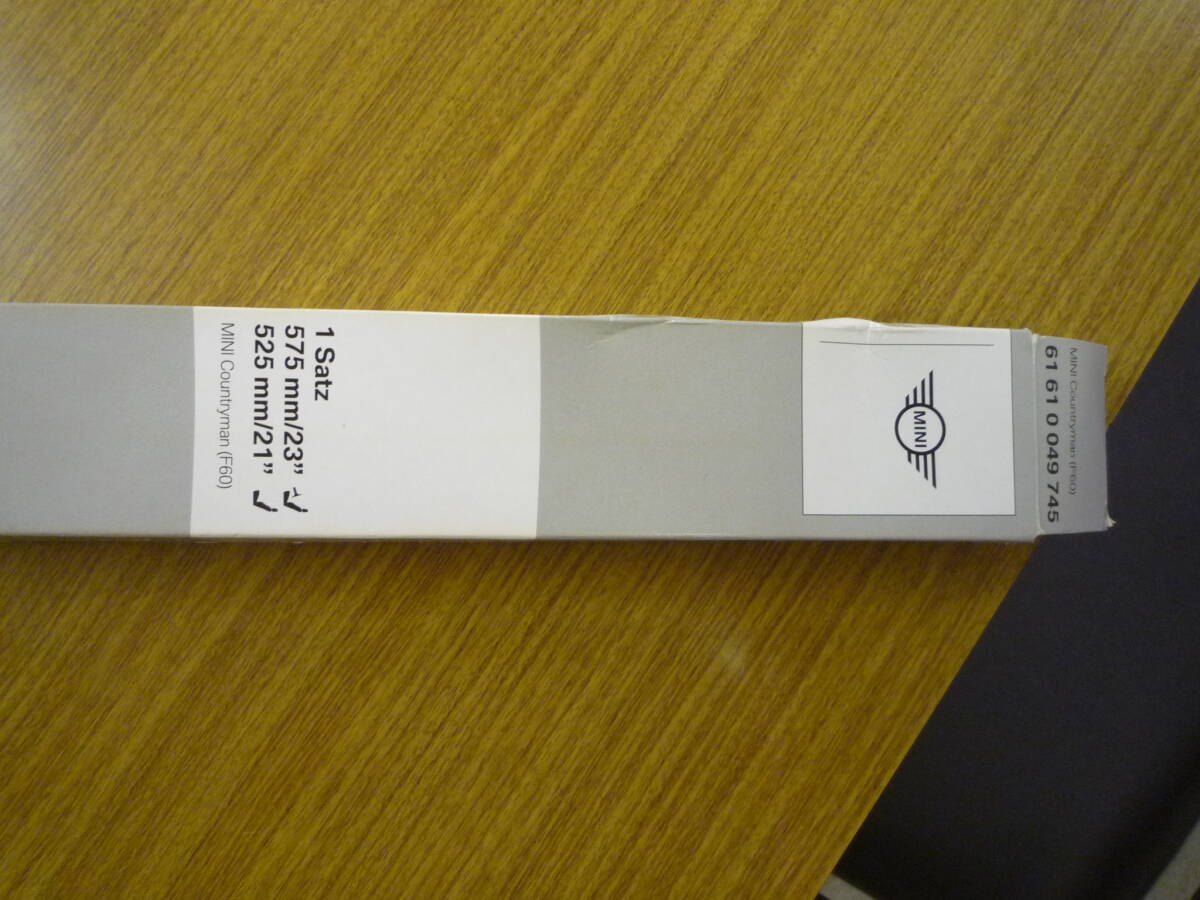 1 Satz
575 mm/23”
525 mm/21”
MINI Countryman (F60)
MINI
MINI Countryman (F60)
61 61 0 049 745